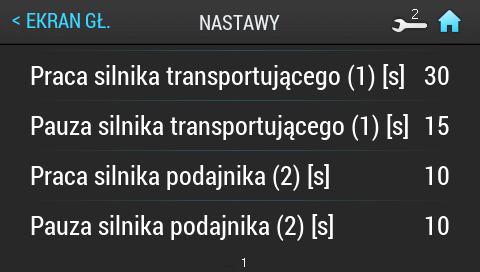 < EKRAN GŁ. NASTAWY 2
Praca silnika transportującego (1) [s] 30
Pauza silnika transportującego (1) [s] 15
Praca silnika podajnika (2) [s] 10
Pauza silnika podajnika (2) [s] 10
1